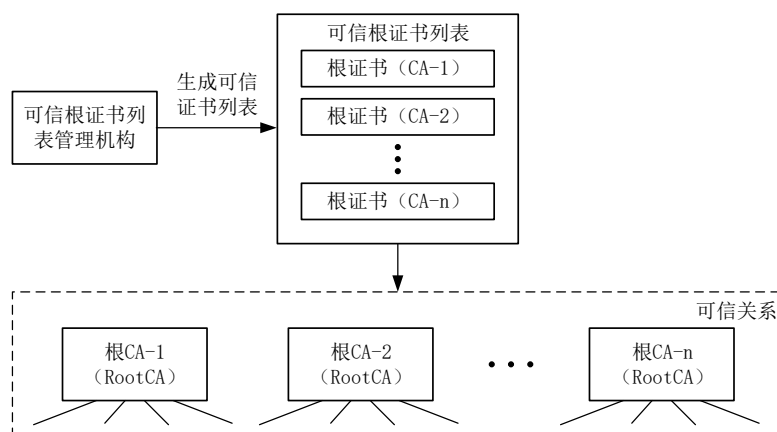 可信根证书列表
根证书（CA-1）
生成可信
证书列表
可信根证书列
表管理机构
根证书（CA-2）
根证书（CA-n）
可信关系
根CA-1
（RootCA）
根CA-2
（RootCA）
根CA-n
（RootCA）